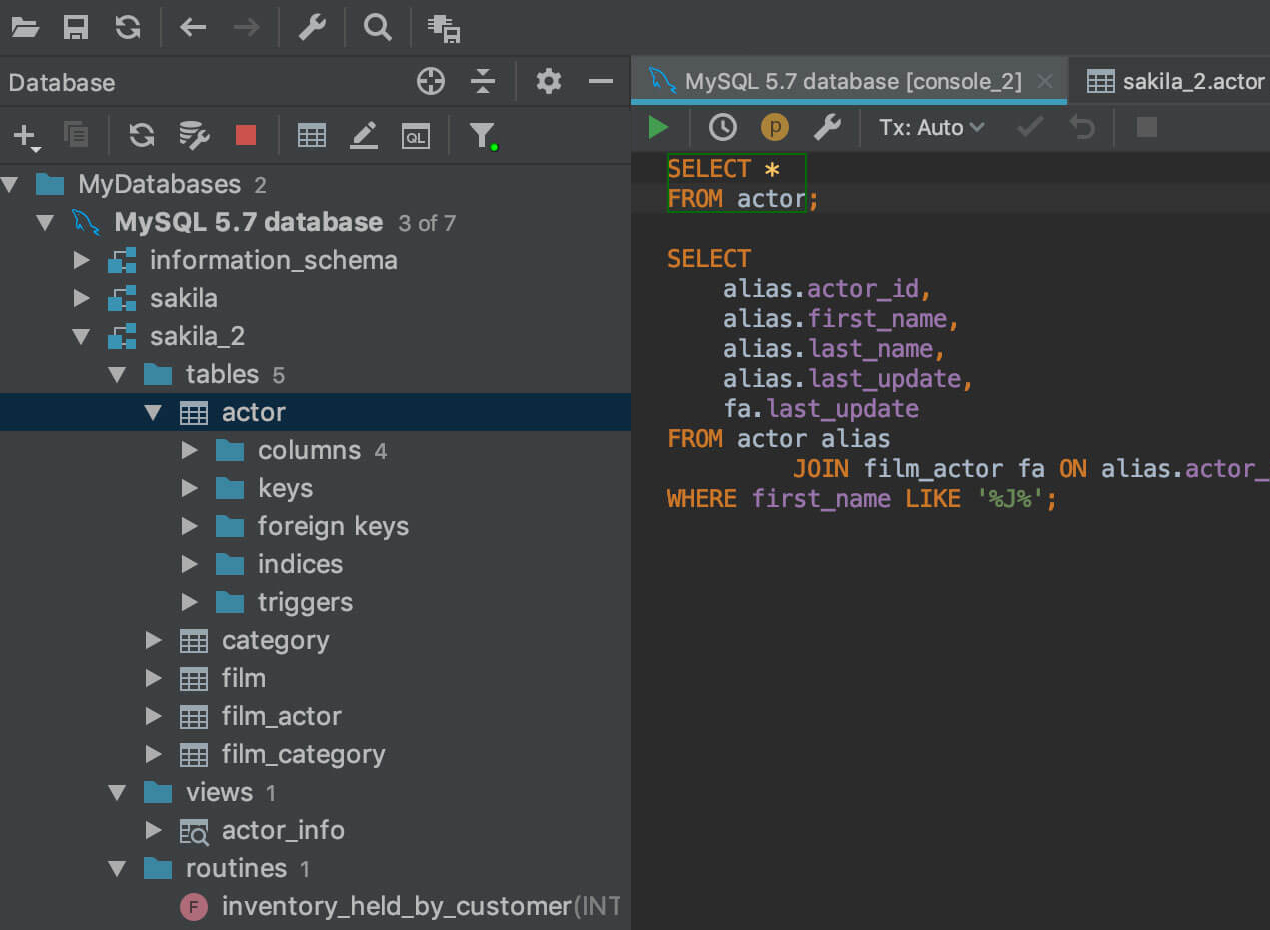 Database
MyDatabases 2
MySQL 5.7 database 3 of 7
information_schema
sakila
sakila_2
tables 5
actor
columns 4
keys
foreign keys
indices
triggers
category
film
film_actor
film_category
views 1
actor_info
routines 1
F inventory_held_by_customer(INT
QL
MySQL 5.7 database [console_2]
sakila_2.actor
p
Tx: Auto
SELECT *
FROM actor;
SELECT
alias.actor_id,
alias.first_name,
alias.last_name,
alias.last_update,
fa.last_update
FROM actor alias
JOIN film_actor fa ON alias.actor_
WHERE first_name LIKE '%J%';